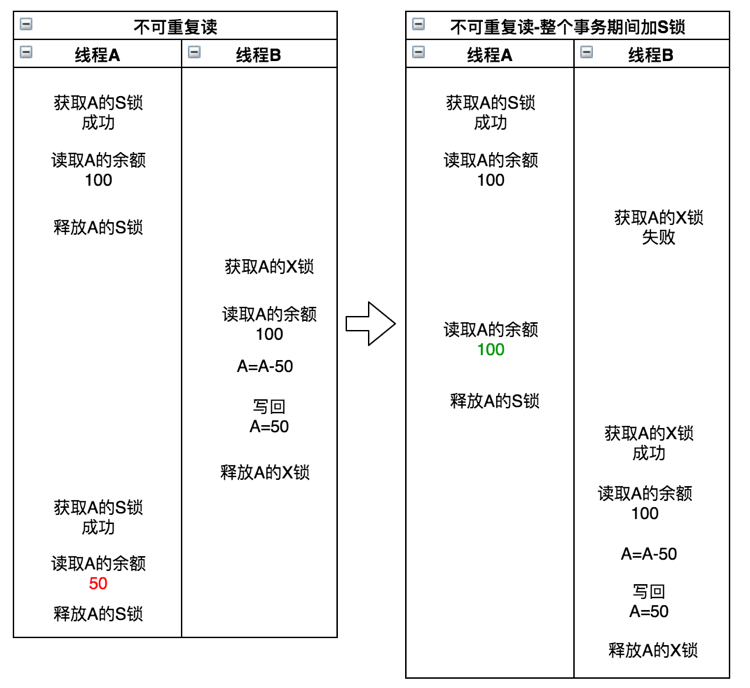 不可重复读
线程A
线程B
获取A的S锁
成功
读取A的余额
100
释放A的S锁
获取A的X锁
读取A的余额
100
A=A-50
写回
A=50
释放A的X锁
获取A的S锁
成功
读取A的余额
50
释放A的S锁
不可重复读-整个事务期间加S锁
线程A
线程B
获取A的S锁
成功
读取A的余额
100
获取A的X锁
失败
读取A的余额
100
释放A的S锁
获取A的X锁
成功
读取A的余额
100
A=A-50
写回
A=50
释放A的X锁